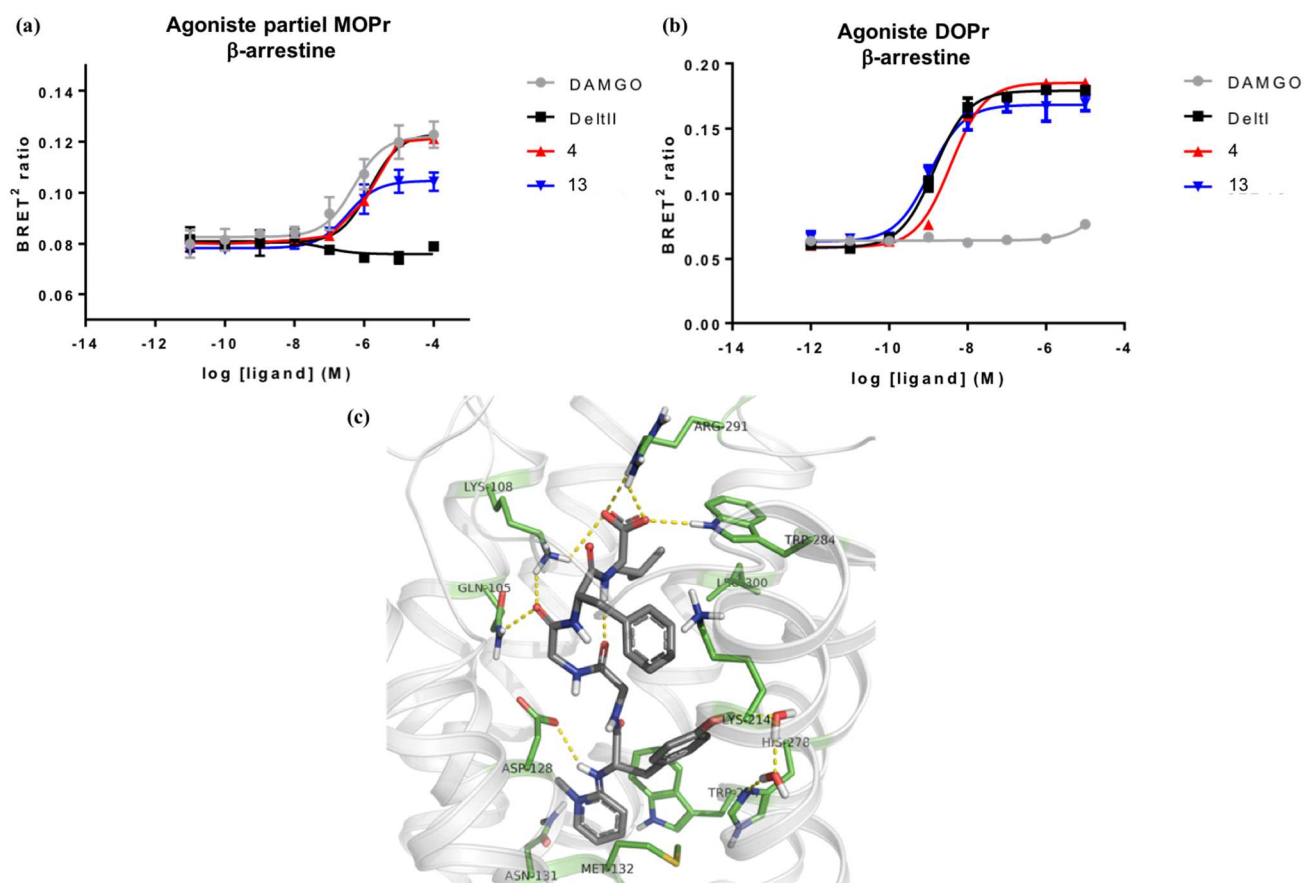 (a)
Agoniste partiel MOPr
β-arrestine
BRET² ratio
0.14
0.12
0.10
0.08
0.06
-14
-12
-10
-8
-6
-4
log [ligand] (M)
DAMGO
DeltII
4
13
(b)
Agoniste DOPr
β-arrestine
BRET² ratio
0.20
0.15
0.10
0.05
0.00
-14
-12
-10
-8
-6
-4
log [ligand] (M)
DAMGO
DeltI
4
13
(c)
ARG-291
LYS-108
TRP-284
GLN-105
LYS-214
HIS-278
ASP-128
ASN-131
MET-132